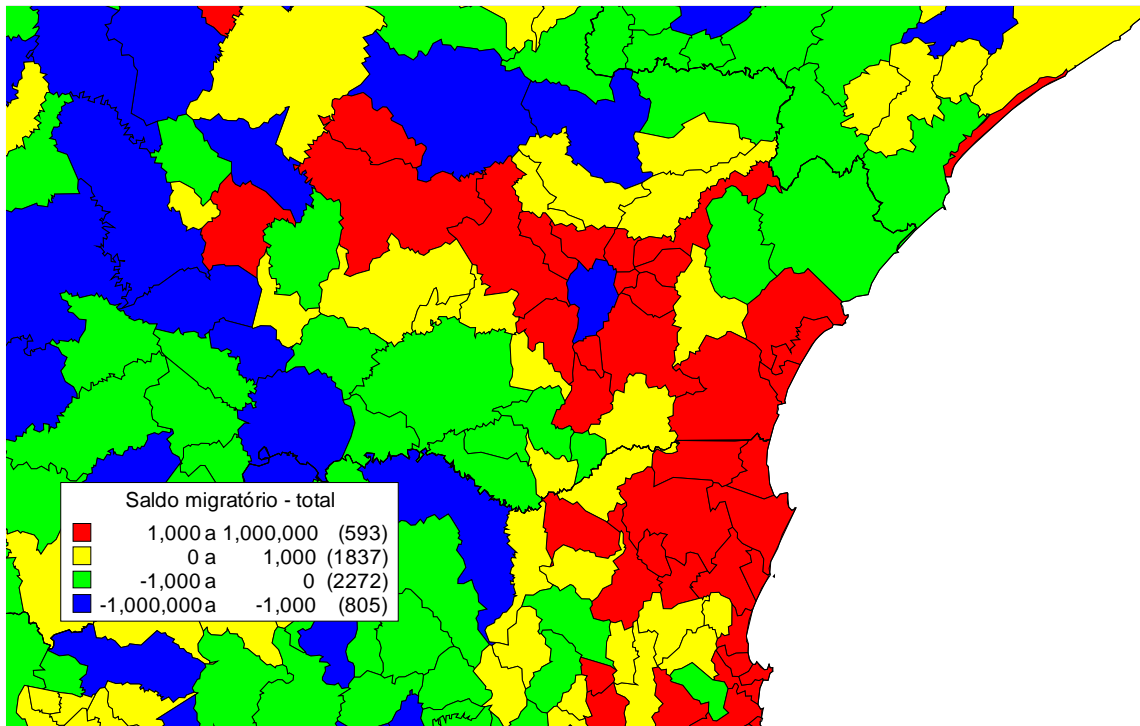 Saldo migratório - total
1,000 a 1,000,000 (593)
0 a 1,000 (1837)
-1,000 a 0 (2272)
-1,000,000 a -1,000 (805)